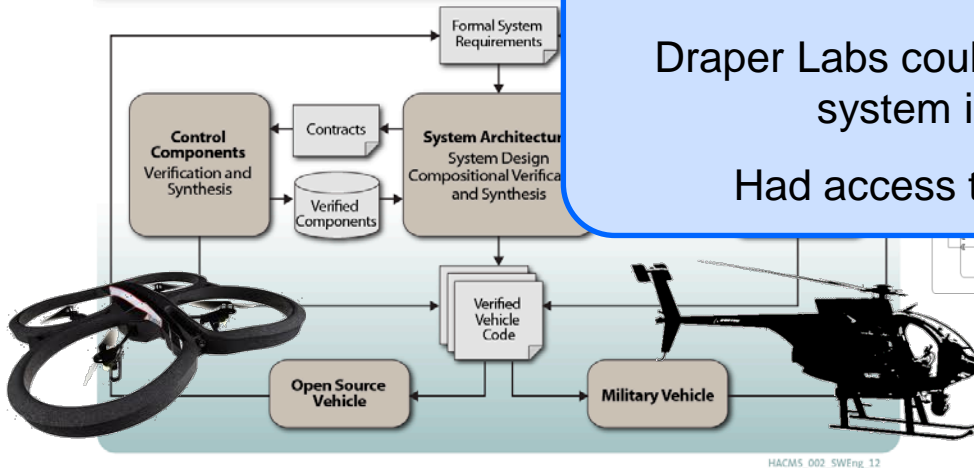 Formal System
Requirements
Draper Labs coul
system i
Had access t
Control
Components
Verification and
Synthesis
Contracts
Verified
Components
System Architectur
System Design
Compositional Verifica
and Synthesis
Verified
Vehicle
Code
Open Source
Vehicle
Military Vehicle
HACMS_002_SWEng_12